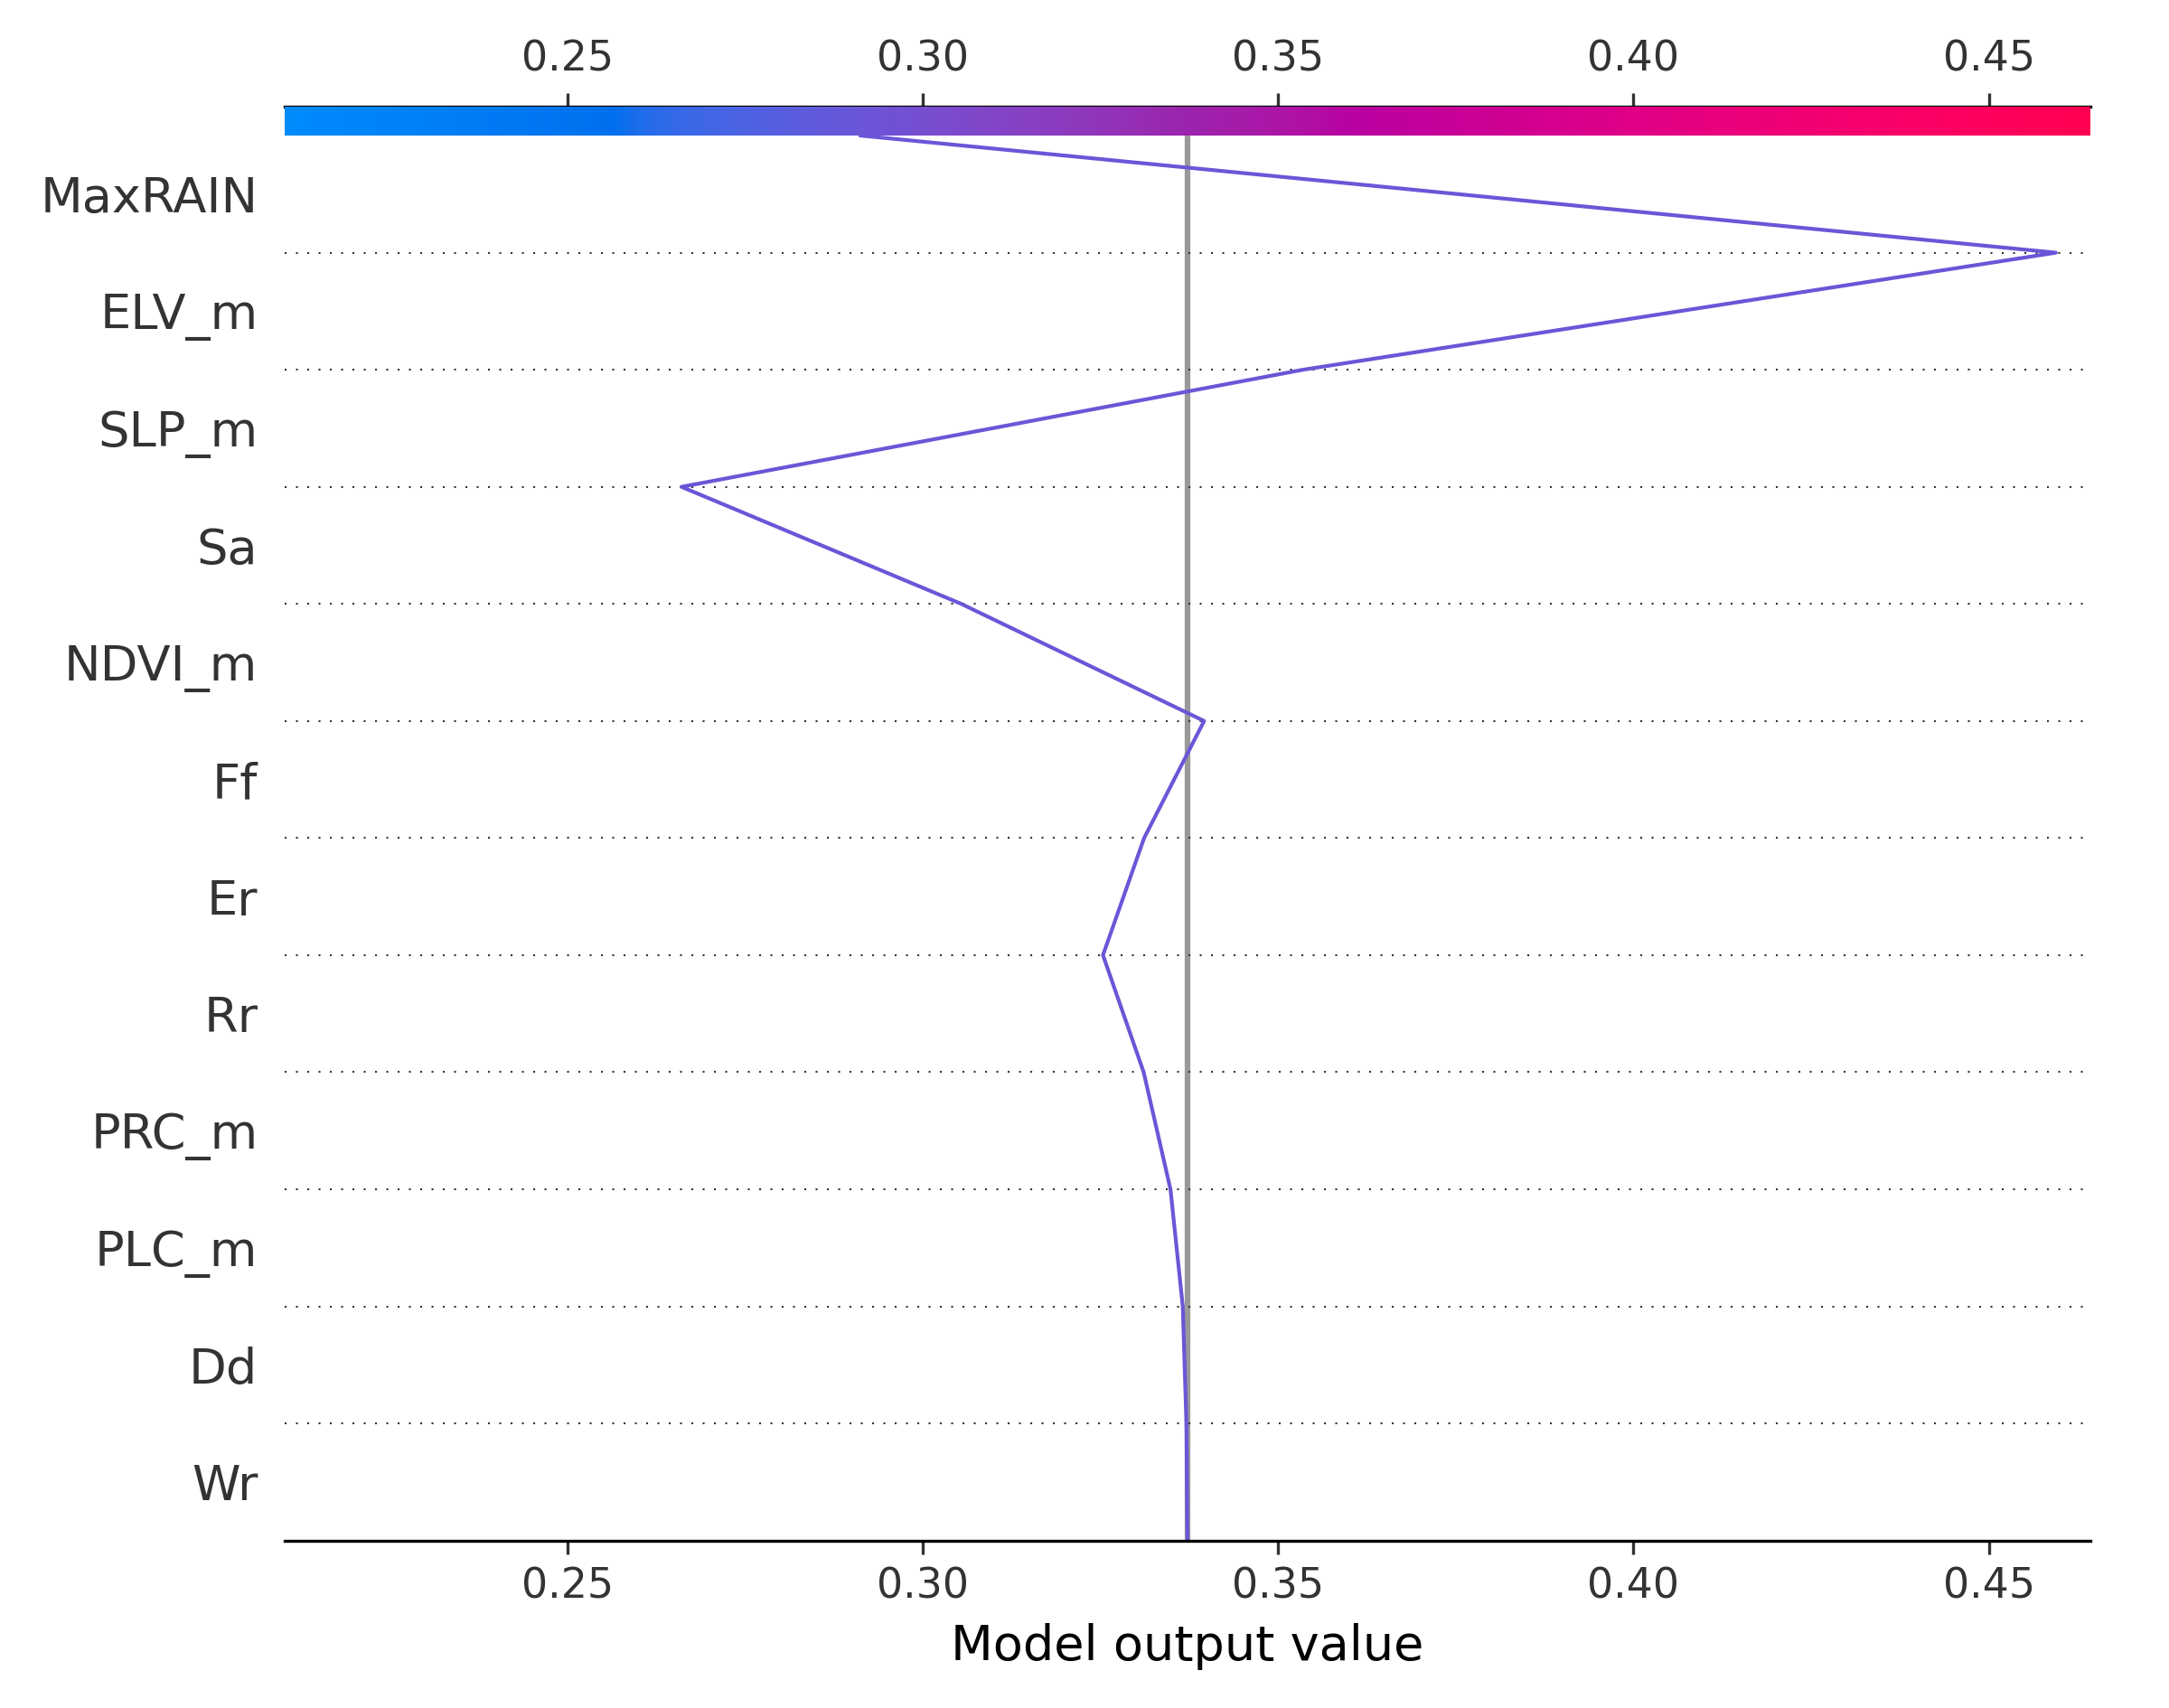 0.25 0.30 0.35 0.40 0.45
MaxRAIN
ELV_m
SLP_m
Sa
NDVI_m
Ff
Er
Rr
PRC_m
PLC_m
Dd
Wr
0.25 0.30 0.35 0.40 0.45
Model output value